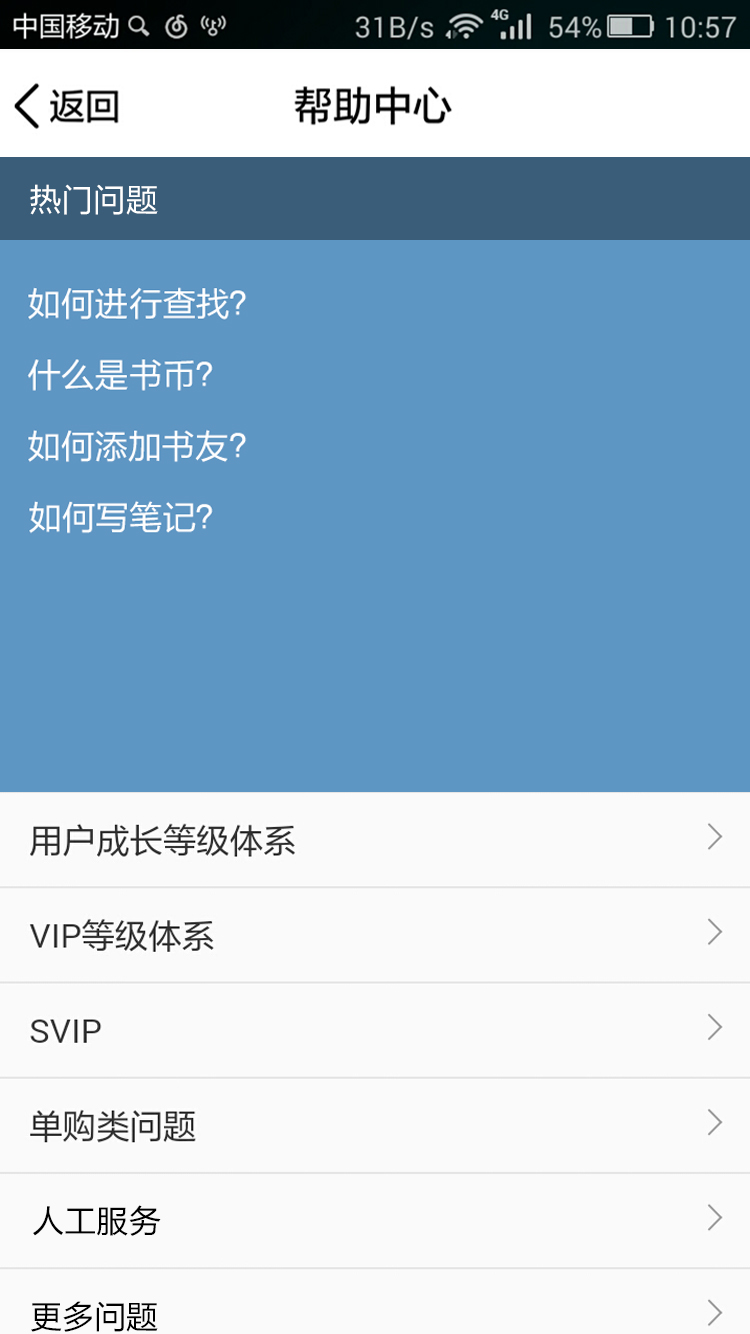 中国移动 31B/s 4G 54% 10:57
返回 帮助中心
热门问题
如何进行查找?
什么是书币?
如何添加书友?
如何写笔记?
用户成长等级体系
VIP等级体系
SVIP
单购类问题
人工服务
更多问题